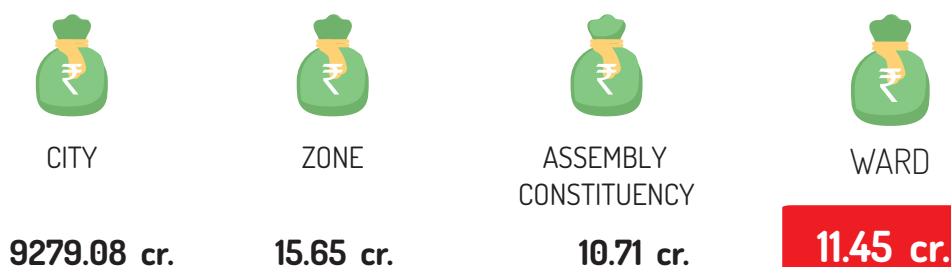 ₹ ₹ ₹ ₹
CITY ZONE ASSEMBLY CONSTITUENCY WARD
9279.08 cr. 15.65 cr. 10.71 cr. 11.45 cr.